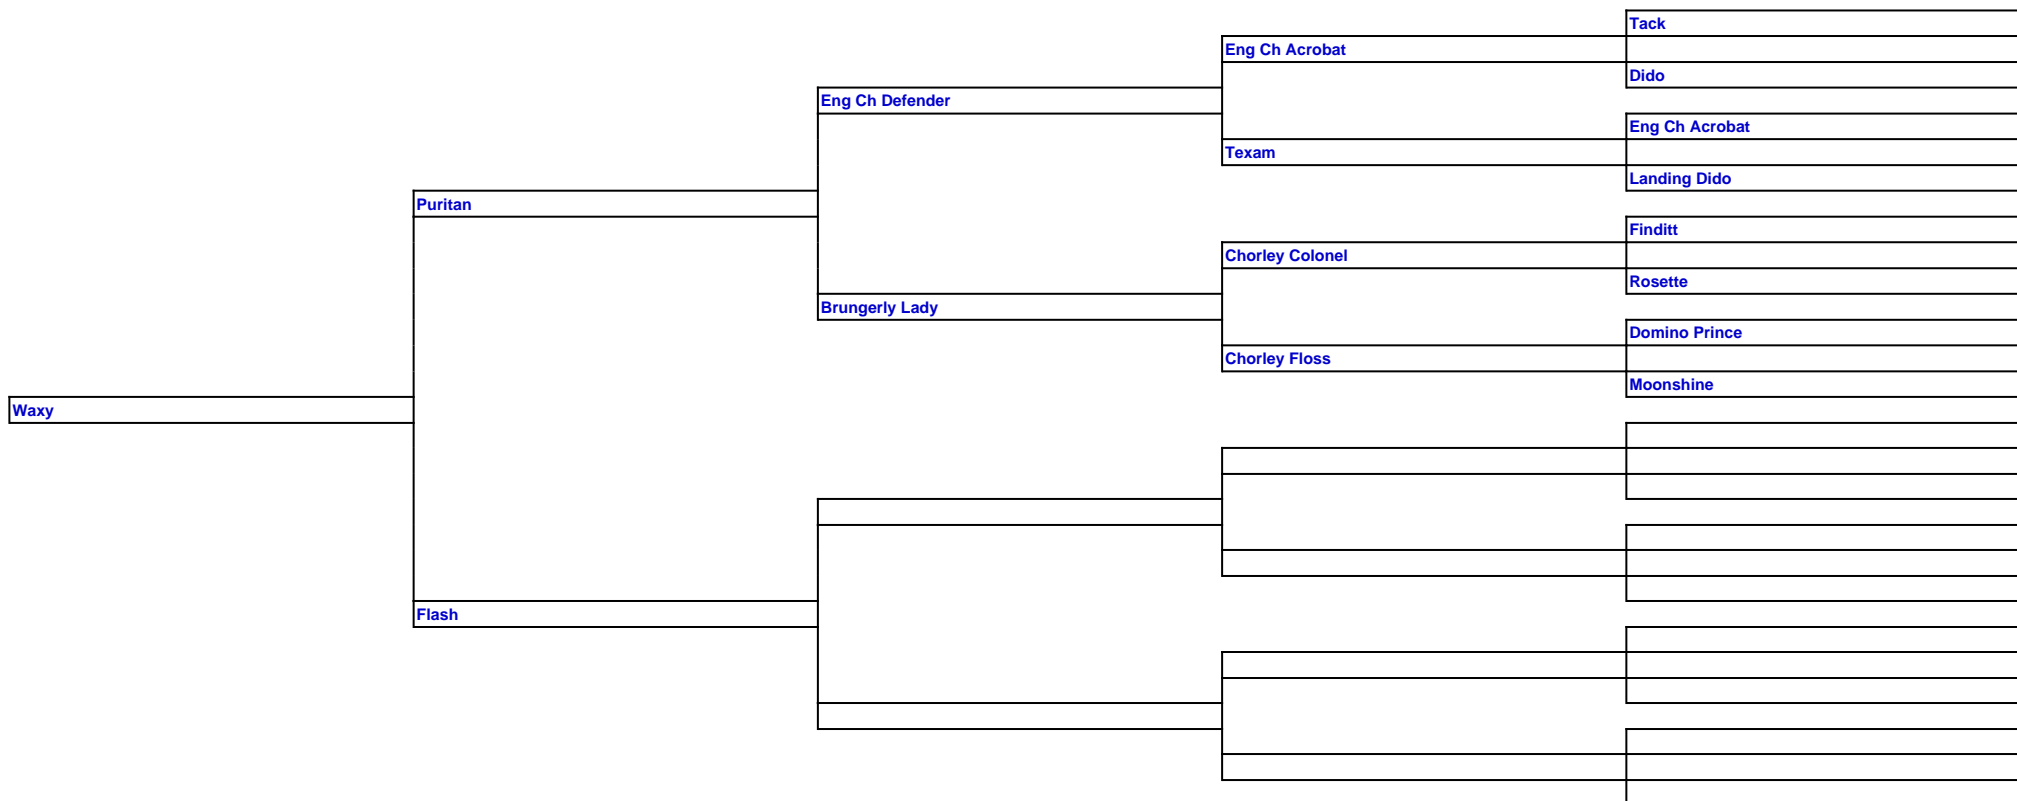 Tack
Eng Ch Acrobat
Dido
Eng Ch Defender
Eng Ch Acrobat
Texam
Landing Dido
Puritan
Finditt
Chorley Colonel
Rosette
Brungerly Lady
Domino Prince
Chorley Floss
Moonshine
Waxy
Flash